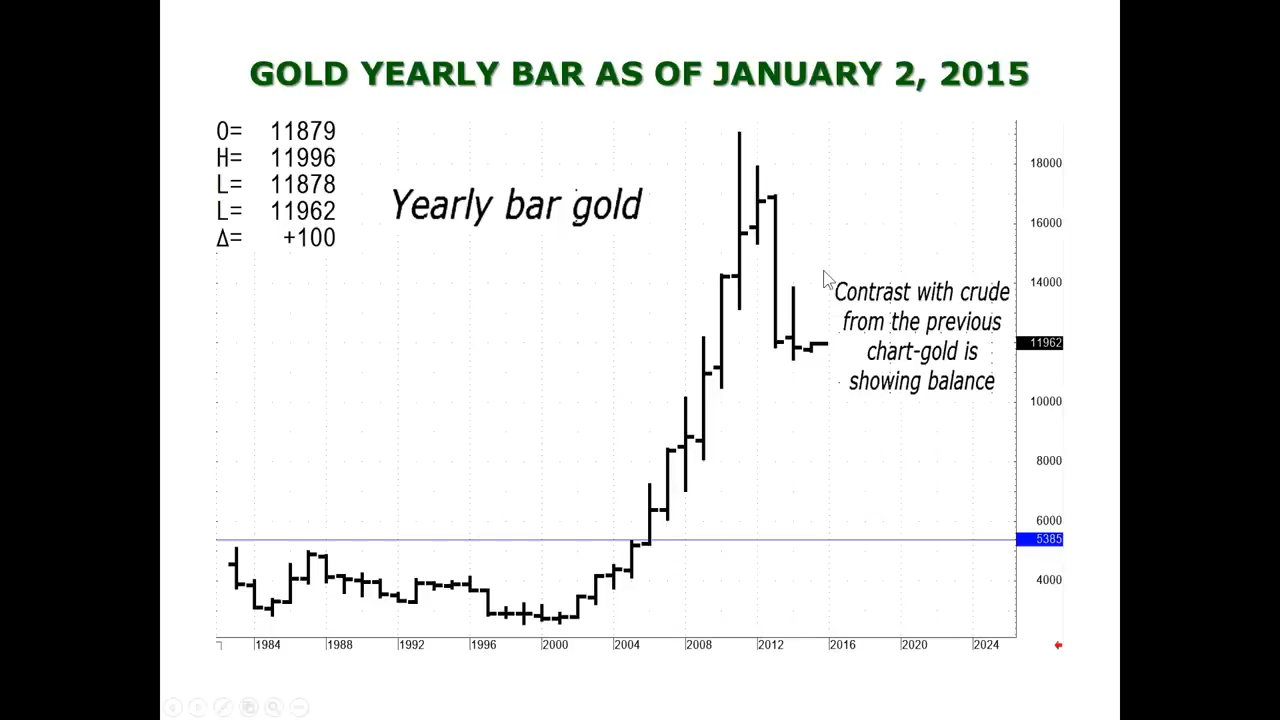 GOLD YEARLY BAR AS OF JANUARY 2, 2015
O= 11879
H= 11996
L= 11878
L= 11962
Δ= +100
Yearly bar gold
Contrast with crude
from the previous
chart-gold is
showing balance
18000
16000
14000
11962
10000
8000
6000
5385
4000
1984 1988 1992 1996 2000 2004 2008 2012 2016 2020 2024